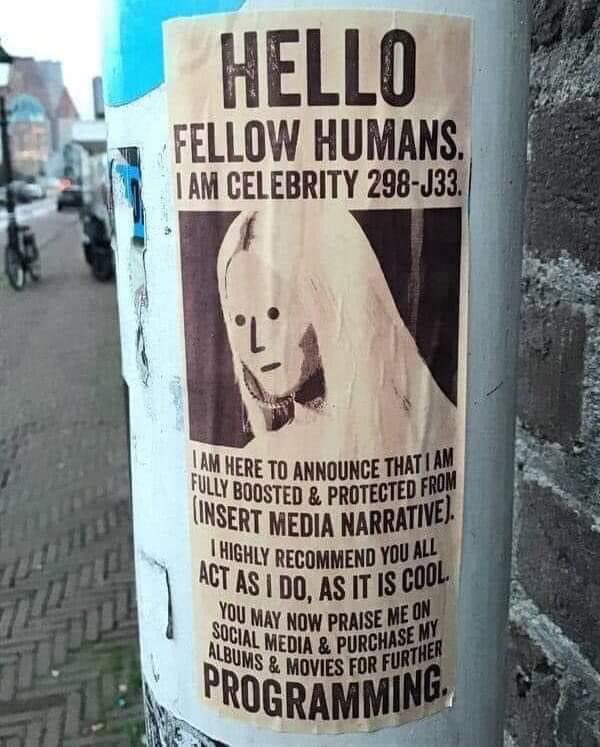 HELLO
FELLOW HUMANS.
I AM CELEBRITY 298-J33.
I AM HERE TO ANNOUNCE THAT I AM
FULLY BOOSTED & PROTECTED FROM
(INSERT MEDIA NARRATIVE).
I HIGHLY RECOMMEND YOU ALL
ACT AS I DO, AS IT IS COOL.
YOU MAY NOW PRAISE ME ON
SOCIAL MEDIA & PURCHASE MY
ALBUMS & MOVIES FOR FURTHER
PROGRAMMING.